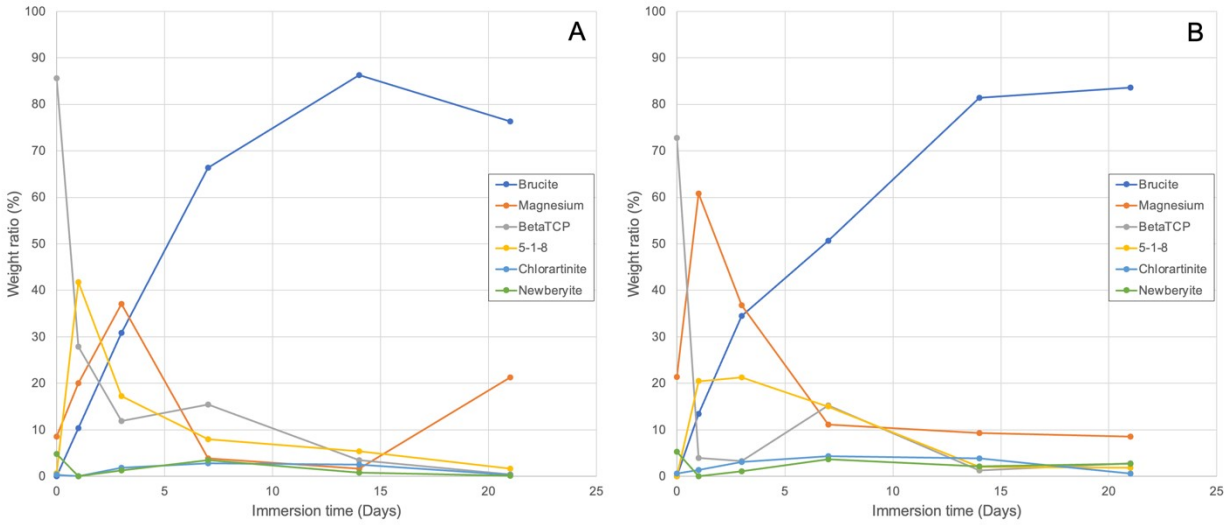 100
90
80
70
60
50
40
30
20
10
0
Weight ratio (%)
A
Brucite
Magnesium
BetaTCP
5-1-8
Chlorartinite
Newberyite
0 5 10 15 20 25
Immersion time (Days)
100
90
80
70
60
50
40
30
20
10
0
Weight ratio (%)
B
Brucite
Magnesium
BetaTCP
5-1-8
Chlorartinite
Newberyite
0 5 10 15 20 25
Immersion time (Days)